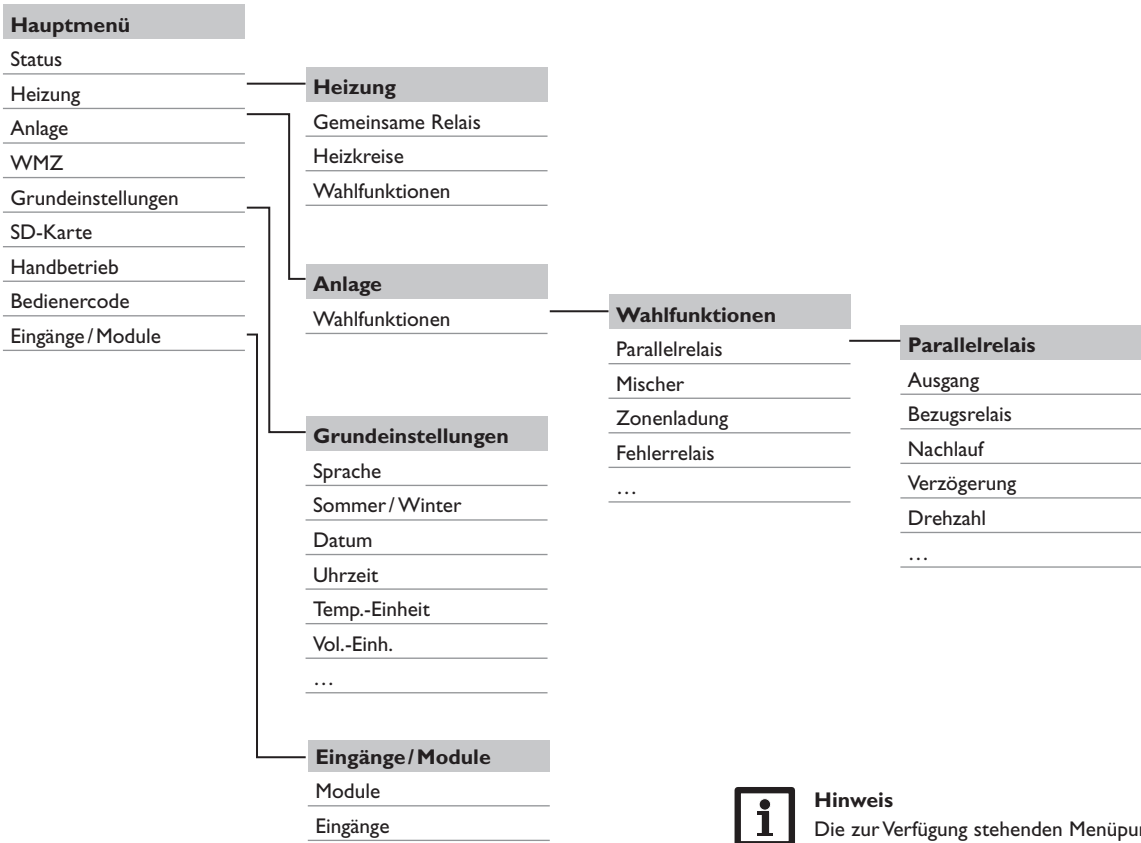 Hauptmenü
Status
Heizung
Anlage
WMZ
Grundeinstellungen
SD-Karte
Handbetrieb
Bedienercode
Eingänge / Module
Heizung
Gemeinsame Relais
Heizkreise
Wahlfunktionen
Anlage
Wahlfunktionen
Grundeinstellungen
Sprache
Sommer / Winter
Datum
Uhrzeit
Temp.-Einheit
Vol.-Einh.
…
Eingänge / Module
Module
Eingänge
Wahlfunktionen
Parallelrelais
Mischer
Zonenladung
Fehlerrelais
…
Parallelrelais
Ausgang
Bezugsrelais
Nachlauf
Verzögerung
Drehzahl
…
Hinweis
Die zur Verfügung stehenden